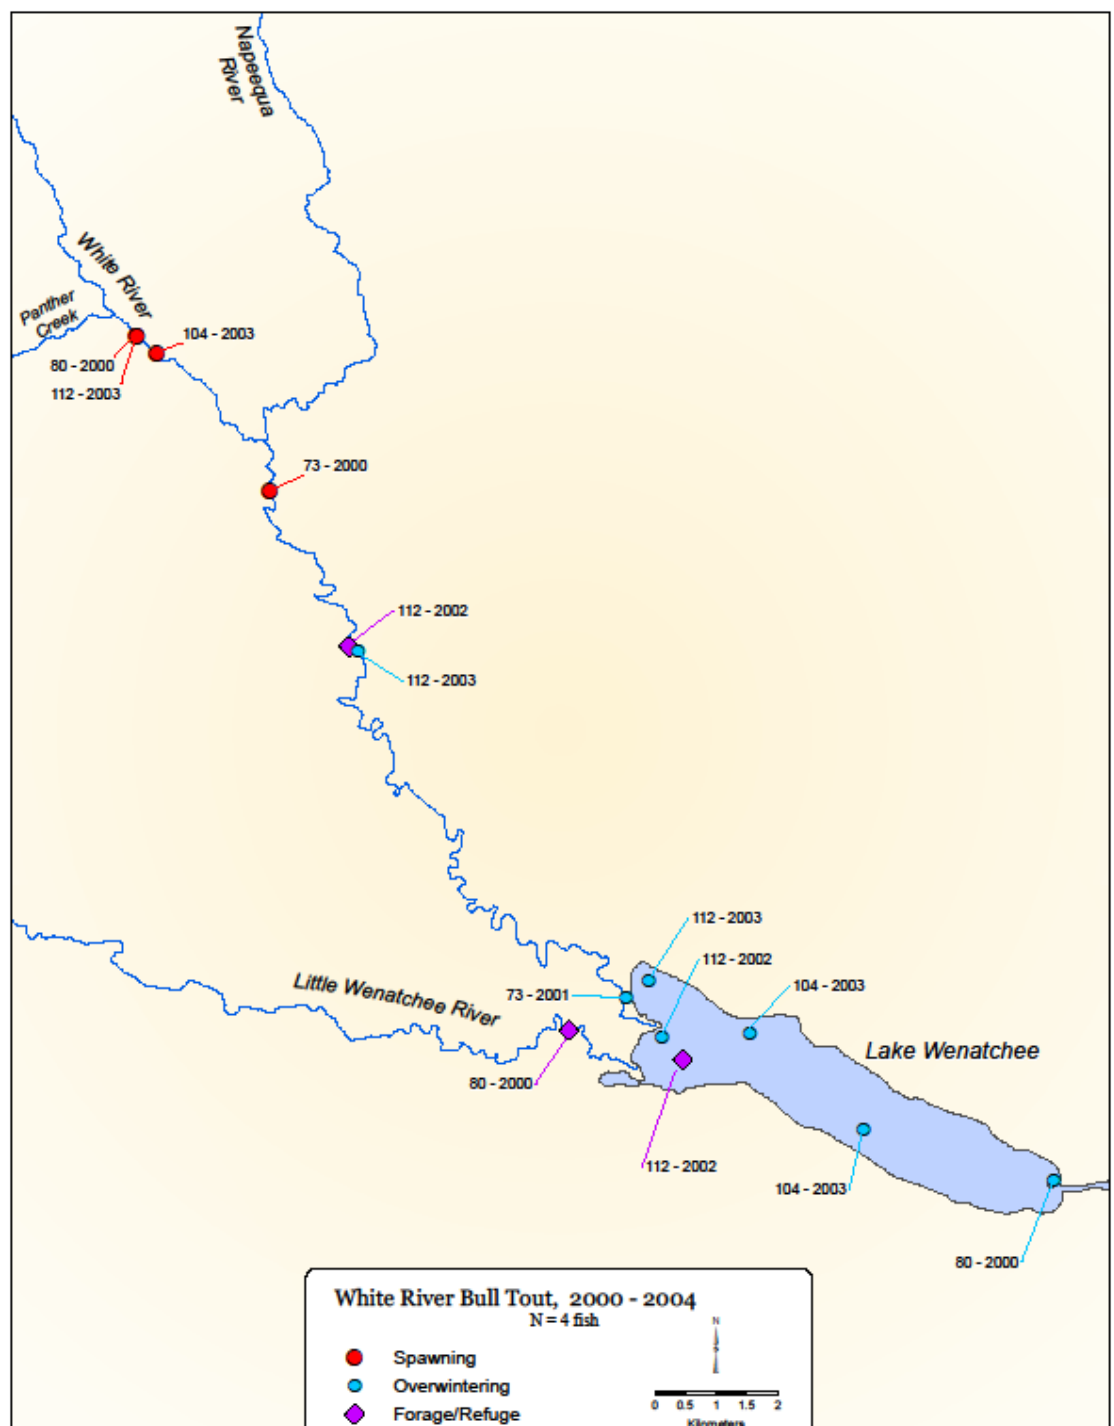 Napeequa
River
White River
Panther
Creek
104 - 2003
80 - 2000
112 - 2003
73 - 2000
112 - 2002
112 - 2003
112 - 2003
112 - 2002
73 - 2001
104 - 2003
Little Wenatchee River
Lake Wenatchee
80 - 2000
112 - 2002
104 - 2003
80 - 2000
White River Bull Tout, 2000 - 2004
N = 4 fish
N
Spawning
Overwintering
Forage/Refuge
0 0.5 1 1.5 2
Kilometers